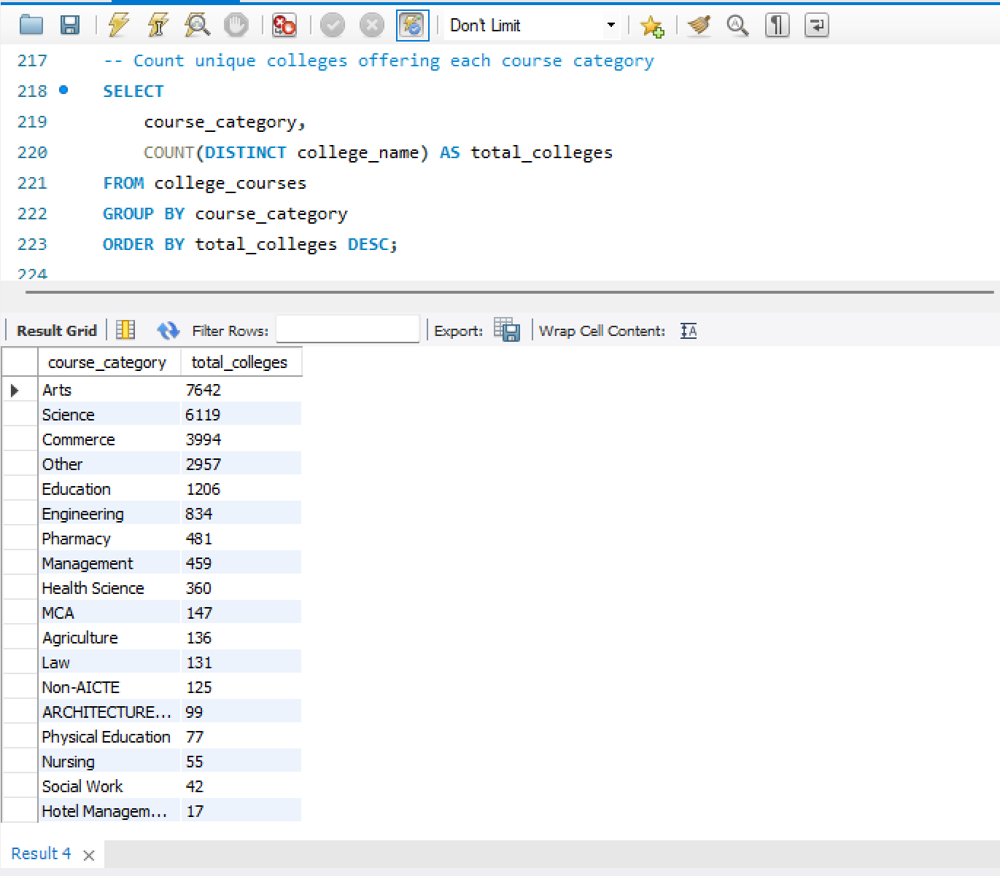 Don't Limit
217 -- Count unique colleges offering each course category
218 SELECT
219 course_category,
220 COUNT(DISTINCT college_name) AS total_colleges
221 FROM college_courses
222 GROUP BY course_category
223 ORDER BY total_colleges DESC;
224
Result Grid Filter Rows: Export: Wrap Cell Content: IA
course_category total_colleges
Arts 7642
Science 6119
Commerce 3994
Other 2957
Education 1206
Engineering 834
Pharmacy 481
Management 459
Health Science 360
MCA 147
Agriculture 136
Law 131
Non-AICTE 125
ARCHITECTURE... 99
Physical Education 77
Nursing 55
Social Work 42
Hotel Managem... 17
Result 4